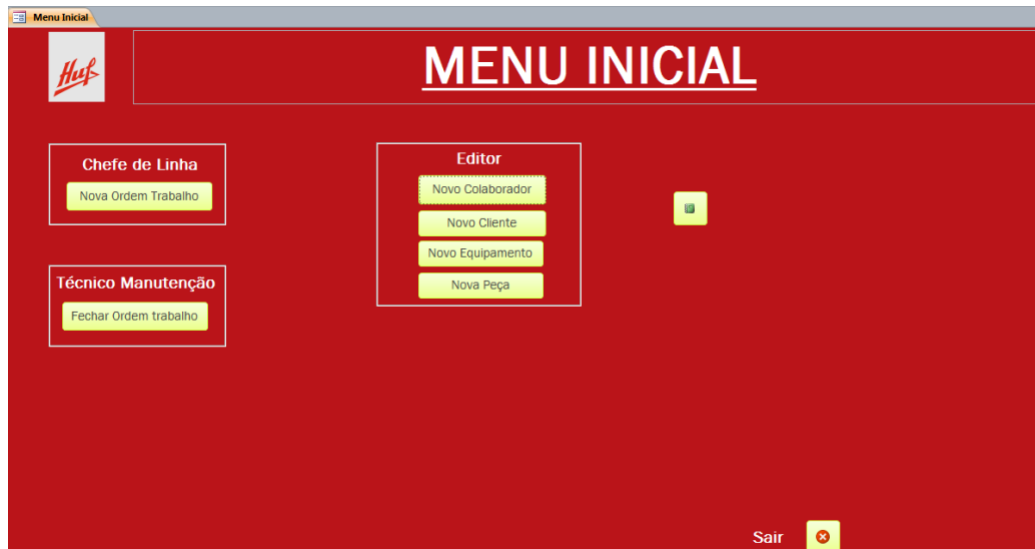 Menu Inicial
Huf
MENU INICIAL
Chefe de Linha
Nova Ordem Trabalho
Técnico Manutenção
Fechar Ordem trabalho
Editor
Novo Colaborador
Novo Cliente
Novo Equipamento
Nova Peça
Sair